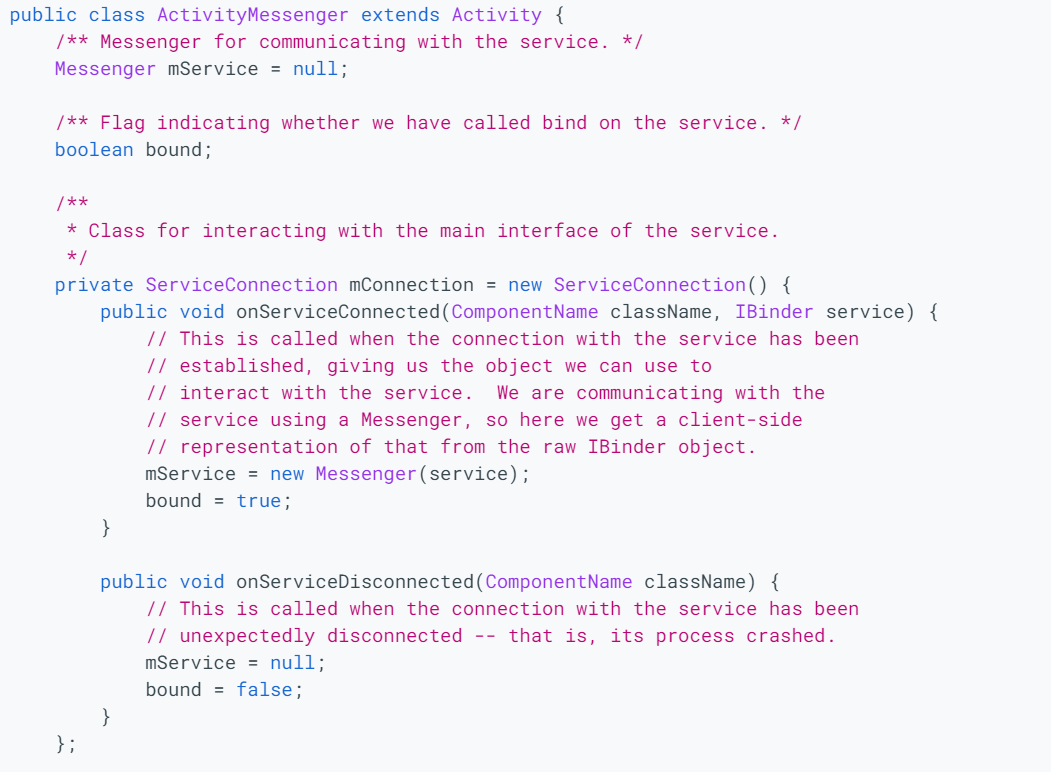 public class ActivityMessenger extends Activity {
    /** Messenger for communicating with the service. */
    Messenger mService = null;

    /** Flag indicating whether we have called bind on the service. */
    boolean bound;

    /**
     * Class for interacting with the main interface of the service.
     */
    private ServiceConnection mConnection = new ServiceConnection() {
        public void onServiceConnected(ComponentName className, IBinder service) {
            // This is called when the connection with the service has been
            // established, giving us the object we can use to
            // interact with the service.  We are communicating with the
            // service using a Messenger, so here we get a client-side
            // representation of that from the raw IBinder object.
            mService = new Messenger(service);
            bound = true;
        }

        public void onServiceDisconnected(ComponentName className) {
            // This is called when the connection with the service has been
            // unexpectedly disconnected -- that is, its process crashed.
            mService = null;
            bound = false;
        }
    };